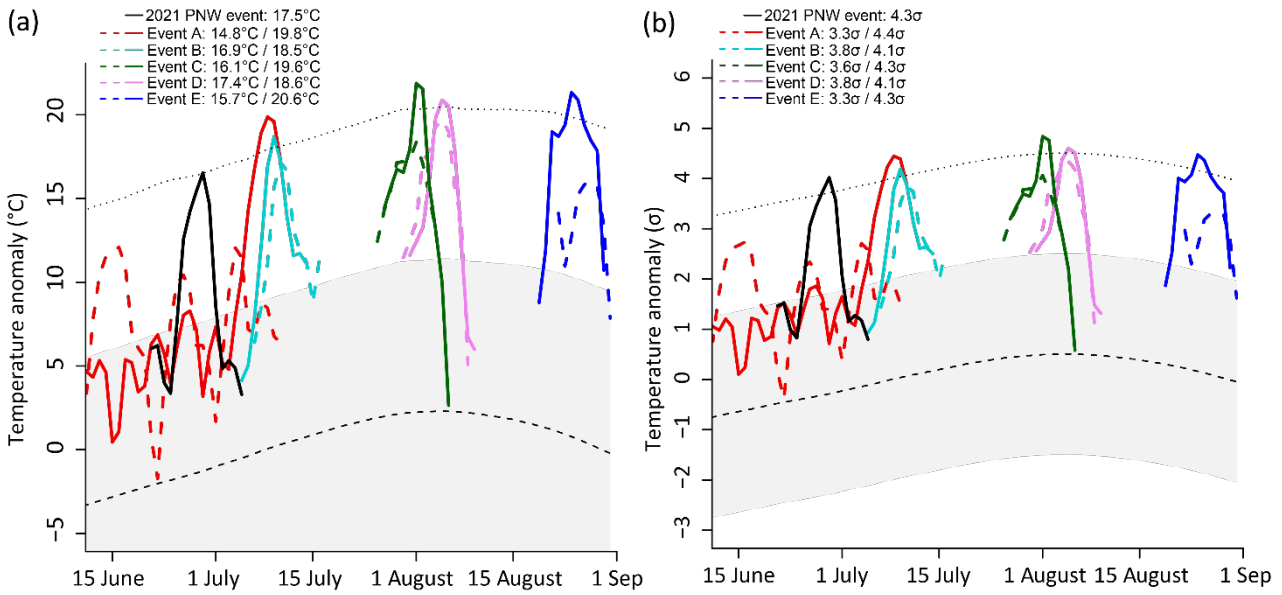 (a)
2021 PNW event: 17.5°C
Event A: 14.8°C / 19.8°C
Event B: 16.9°C / 18.5°C
Event C: 16.1°C / 19.6°C
Event D: 17.4°C / 18.6°C
Event E: 15.7°C / 20.6°C
Temperature anomaly (°C)
20
15
10
5
0
−5
15 June
1 July
15 July
1 August
15 August
1 Sep
(b)
2021 PNW event: 4.3σ
Event A: 3.3σ / 4.4σ
Event B: 3.8σ / 4.1σ
Event C: 3.6σ / 4.3σ
Event D: 3.8σ / 4.1σ
Event E: 3.3σ / 4.3σ
Temperature anomaly (σ)
6
5
4
3
2
1
0
−1
−2
−3
15 June
1 July
15 July
1 August
15 August
1 Sep